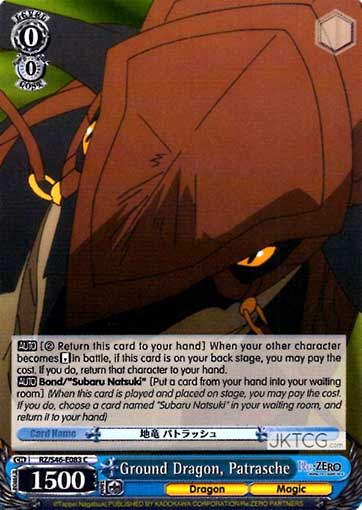 LEVEL
0
0
COST
AUTO [② Return this card to your hand] When your other character
becomes in battle, if this card is on your back stage, you may pay the
cost. If you do, return that character to your hand.
AUTO Bond/"Subaru Natsuki" [Put a card from your hand into your waiting
room] (When this card is played and placed on stage, you may pay the
cost. If you do, choose a card named "Subaru Natsuki" in your waiting room, and
return it to your hand)
Card Name
地竜 パトラッシュ
JKTCG.com
CH RZ/S46-E083 C
Ground Dragon, Patrasche
Re:ZERO
POWER
1500
Dragon
Magic
©Tappei Nagatsuki,PUBLISHED BY KADOKAWA CORPORATION/Re:ZERO PARTNERS